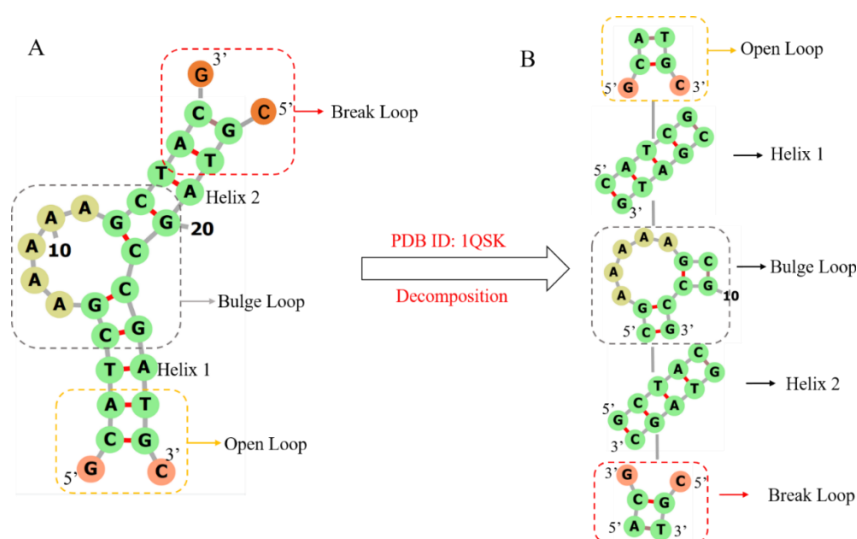 A
3’
G
C
C 5’
G
Break Loop
A
T
T
A
Helix 2
A A G C
G 20
A 10
C
A
C
Bulge Loop
A G
C G
T A
Helix 1
A T
C G
Open Loop
5’ G C 3’
PDB ID: 1QSK
Decomposition
B
A T
Open Loop
C G
5’ G C 3’
G
C C
T G
5’ A A
C T
3’ G
Helix 1
A A
A G C
A
C G 10
Bulge Loop
A G C
5’ C G 3’
C
A G
T T
5’ C A
G G
3’ C
Helix 2
3’ G C 5’
C G
Break Loop
5’ A T 3’